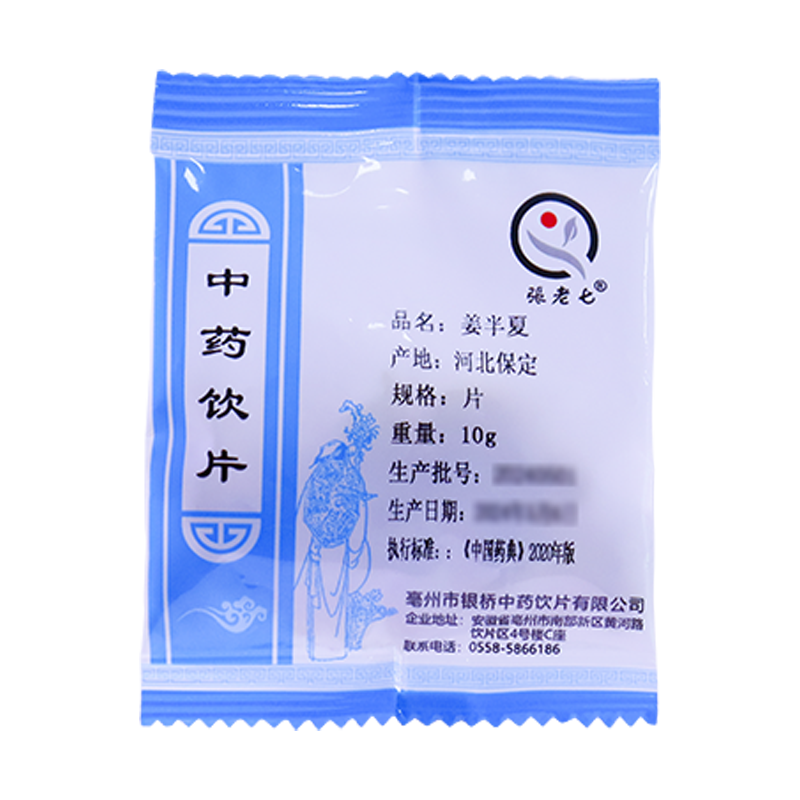 中药饮片
張老七®
品名：姜半夏
产地：河北保定
规格：片
重量：10g
生产批号：
生产日期：
执行标准：：《中国药典》2020年版
亳州市银桥中药饮片有限公司
企业地址：安徽省亳州市南部新区黄河路
饮片区4号楼C座
联系电话：0558-5866186